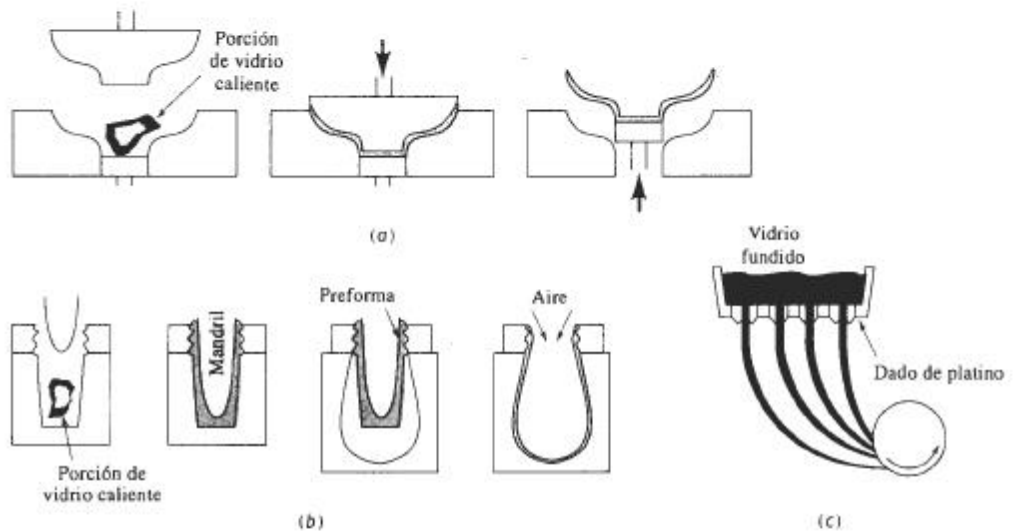 Porción
de vidrio
caliente
(a)
Porción de
vidrio caliente
Mandril
Preforma
Aire
(b)
Vidrio
fundido
Dado de platino
(c)